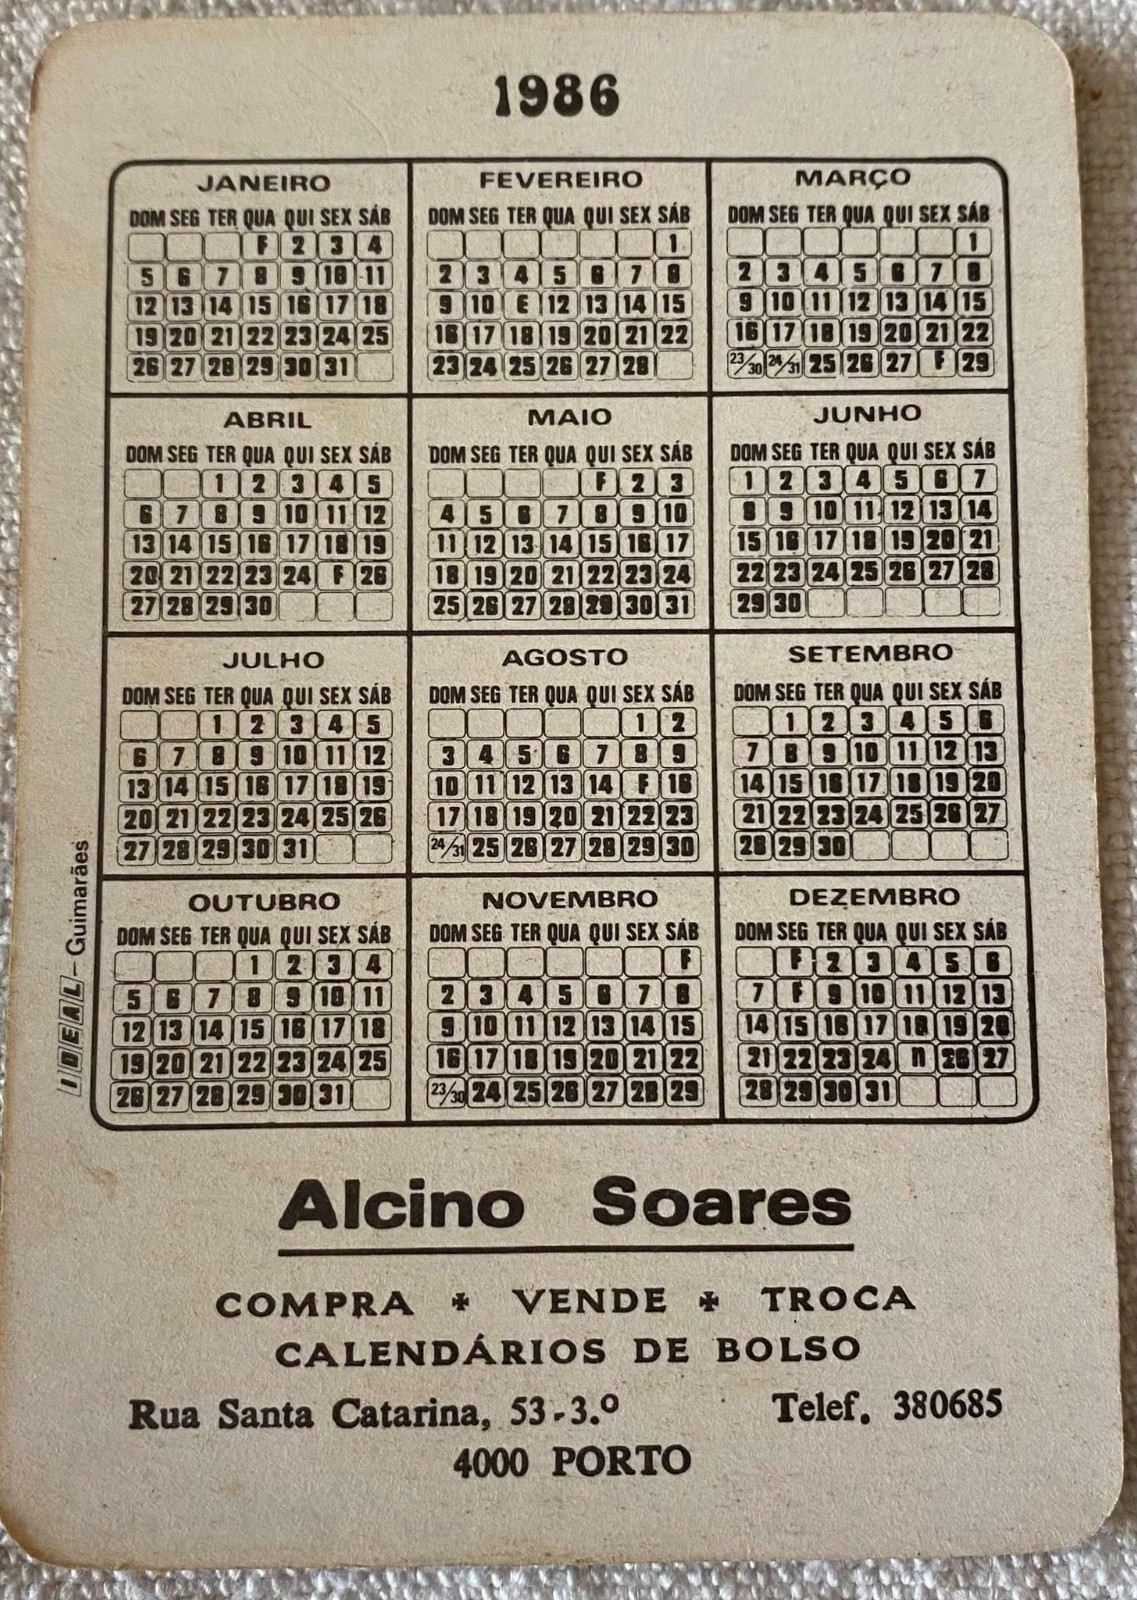 1986
JANEIRO
DOM SEG TER QUA QUI SEX SÁB
F 2 3 4
5 6 7 8 9 10 11
12 13 14 15 16 17 18
19 20 21 22 23 24 25
26 27 28 29 30 31
FEVEREIRO
DOM SEG TER QUA QUI SEX SÁB
1
2 3 4 5 6 7 8
9 10 E 12 13 14 15
16 17 18 19 20 21 22
23 24 25 26 27 28
MARÇO
DOM SEG TER QUA QUI SEX SÁB
1
2 3 4 5 6 7 8
9 10 11 12 13 14 15
16 17 18 19 20 21 22
23/30 24/31 25 26 27 F 29
ABRIL
DOM SEG TER QUA QUI SEX SÁB
1 2 3 4 5
6 7 8 9 10 11 12
13 14 15 16 17 18 19
20 21 22 23 24 F 26
27 28 29 30
MAIO
DOM SEG TER QUA QUI SEX SÁB
F 2 3
4 5 6 7 8 9 10
11 12 13 14 15 16 17
18 19 20 21 22 23 24
25 26 27 28 29 30 31
JUNHO
DOM SEG TER QUA QUI SEX SÁB
1 2 3 4 5 6 7
8 9 10 11 12 13 14
15 16 17 18 19 20 21
22 23 24 25 26 27 28
29 30
JULHO
DOM SEG TER QUA QUI SEX SÁB
1 2 3 4 5
6 7 8 9 10 11 12
13 14 15 16 17 18 19
20 21 22 23 24 25 26
27 28 29 30 31
AGOSTO
DOM SEG TER QUA QUI SEX SÁB
1 2
3 4 5 6 7 8 9
10 11 12 13 14 F 16
17 18 19 20 21 22 23
24/31 25 26 27 28 29 30
SETEMBRO
DOM SEG TER QUA QUI SEX SÁB
1 2 3 4 5 6
7 8 9 10 11 12 13
14 15 16 17 18 19 20
21 22 23 24 25 26 27
28 29 30
OUTUBRO
DOM SEG TER QUA QUI SEX SÁB
1 2 3 4
5 6 7 8 9 10 11
12 13 14 15 16 17 18
19 20 21 22 23 24 25
26 27 28 29 30 31
NOVEMBRO
DOM SEG TER QUA QUI SEX SÁB
F
2 3 4 5 6 7 8
9 10 11 12 13 14 15
16 17 18 19 20 21 22
23/30 24 25 26 27 28 29
DEZEMBRO
DOM SEG TER QUA QUI SEX SÁB
F 2 3 4 5 6
7 F 9 10 11 12 13
14 15 16 17 18 19 20
21 22 23 24 N 26 27
28 29 30 31
IDEAL – Guimarães
Alcino Soares
COMPRA ✠ VENDE ✠ TROCA
CALENDÁRIOS DE BOLSO
Rua Santa Catarina, 53-3.º Telef. 380685
4000 PORTO